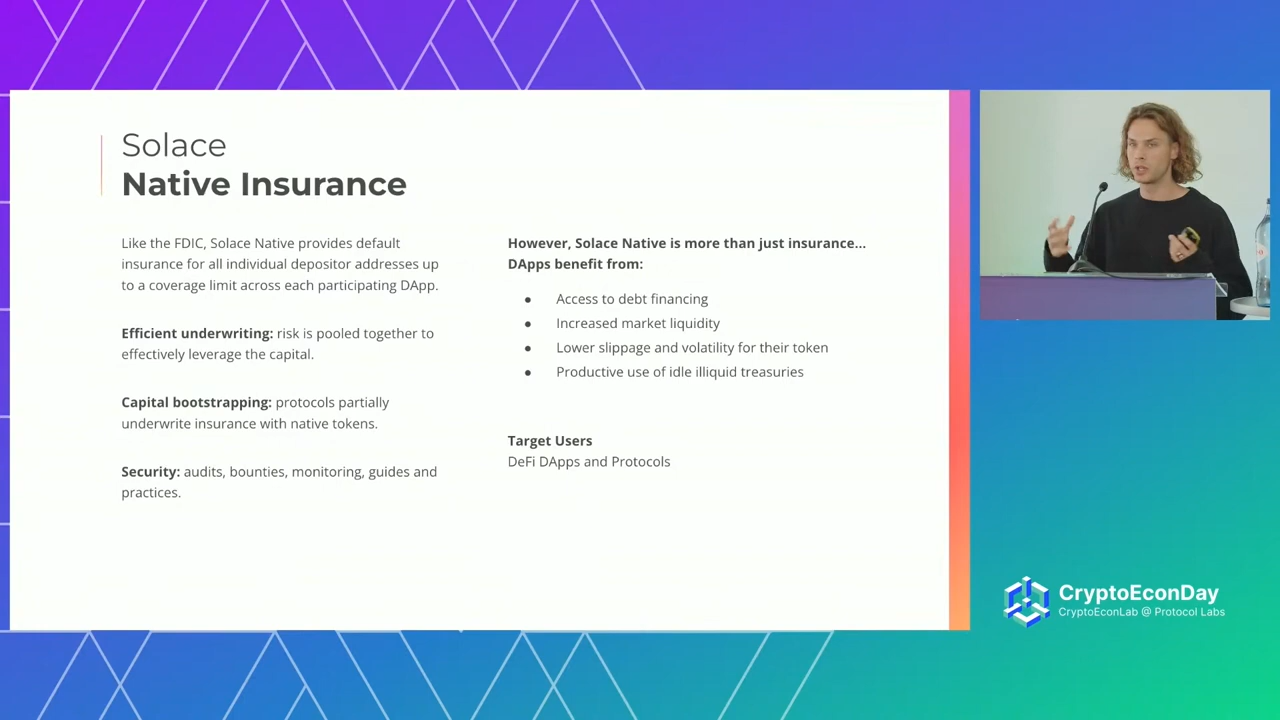 Solace
Native Insurance
Like the FDIC, Solace Native provides default
insurance for all individual depositor addresses up
to a coverage limit across each participating DApp.
Efficient underwriting: risk is pooled together to
effectively leverage the capital.
Capital bootstrapping: protocols partially
underwrite insurance with native tokens.
Security: audits, bounties, monitoring, guides and
practices.
However, Solace Native is more than just insurance...
DApps benefit from:
● Access to debt financing
● Increased market liquidity
● Lower slippage and volatility for their token
● Productive use of idle illiquid treasuries
Target Users
DeFi DApps and Protocols
CryptoEconDay
CryptoEconLab @ Protocol Labs